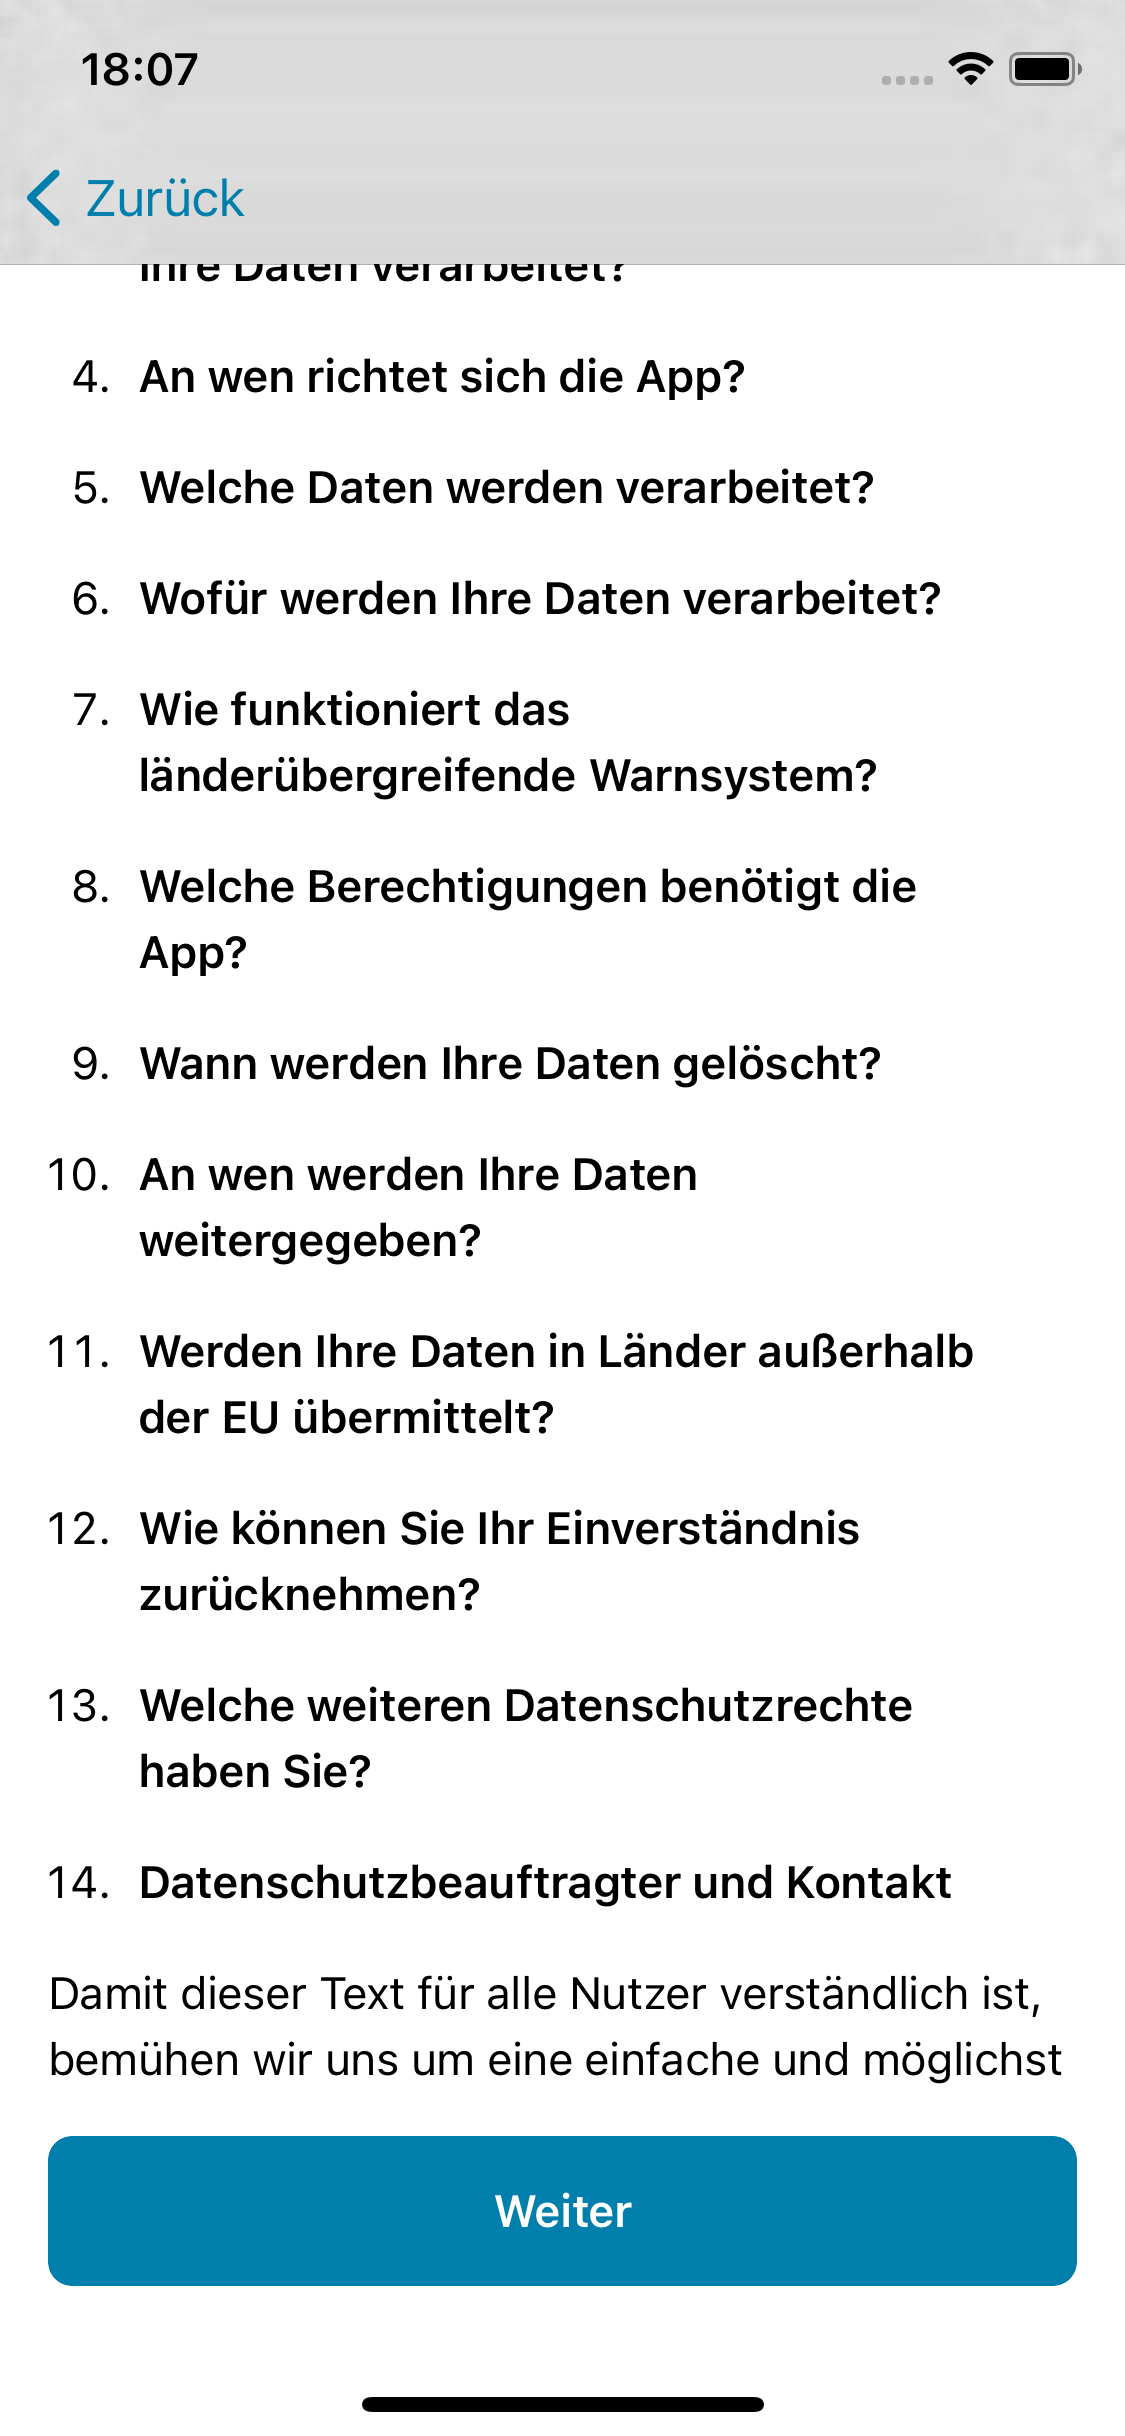 18:07
Zurück
Ihre Daten verarbeitet?
4. An wen richtet sich die App?
5. Welche Daten werden verarbeitet?
6. Wofür werden Ihre Daten verarbeitet?
7. Wie funktioniert das
länderübergreifende Warnsystem?
8. Welche Berechtigungen benötigt die
App?
9. Wann werden Ihre Daten gelöscht?
10. An wen werden Ihre Daten
weitergegeben?
11. Werden Ihre Daten in Länder außerhalb
der EU übermittelt?
12. Wie können Sie Ihr Einverständnis
zurücknehmen?
13. Welche weiteren Datenschutzrechte
haben Sie?
14. Datenschutzbeauftragter und Kontakt
Damit dieser Text für alle Nutzer verständlich ist,
bemühen wir uns um eine einfache und möglichst
Weiter